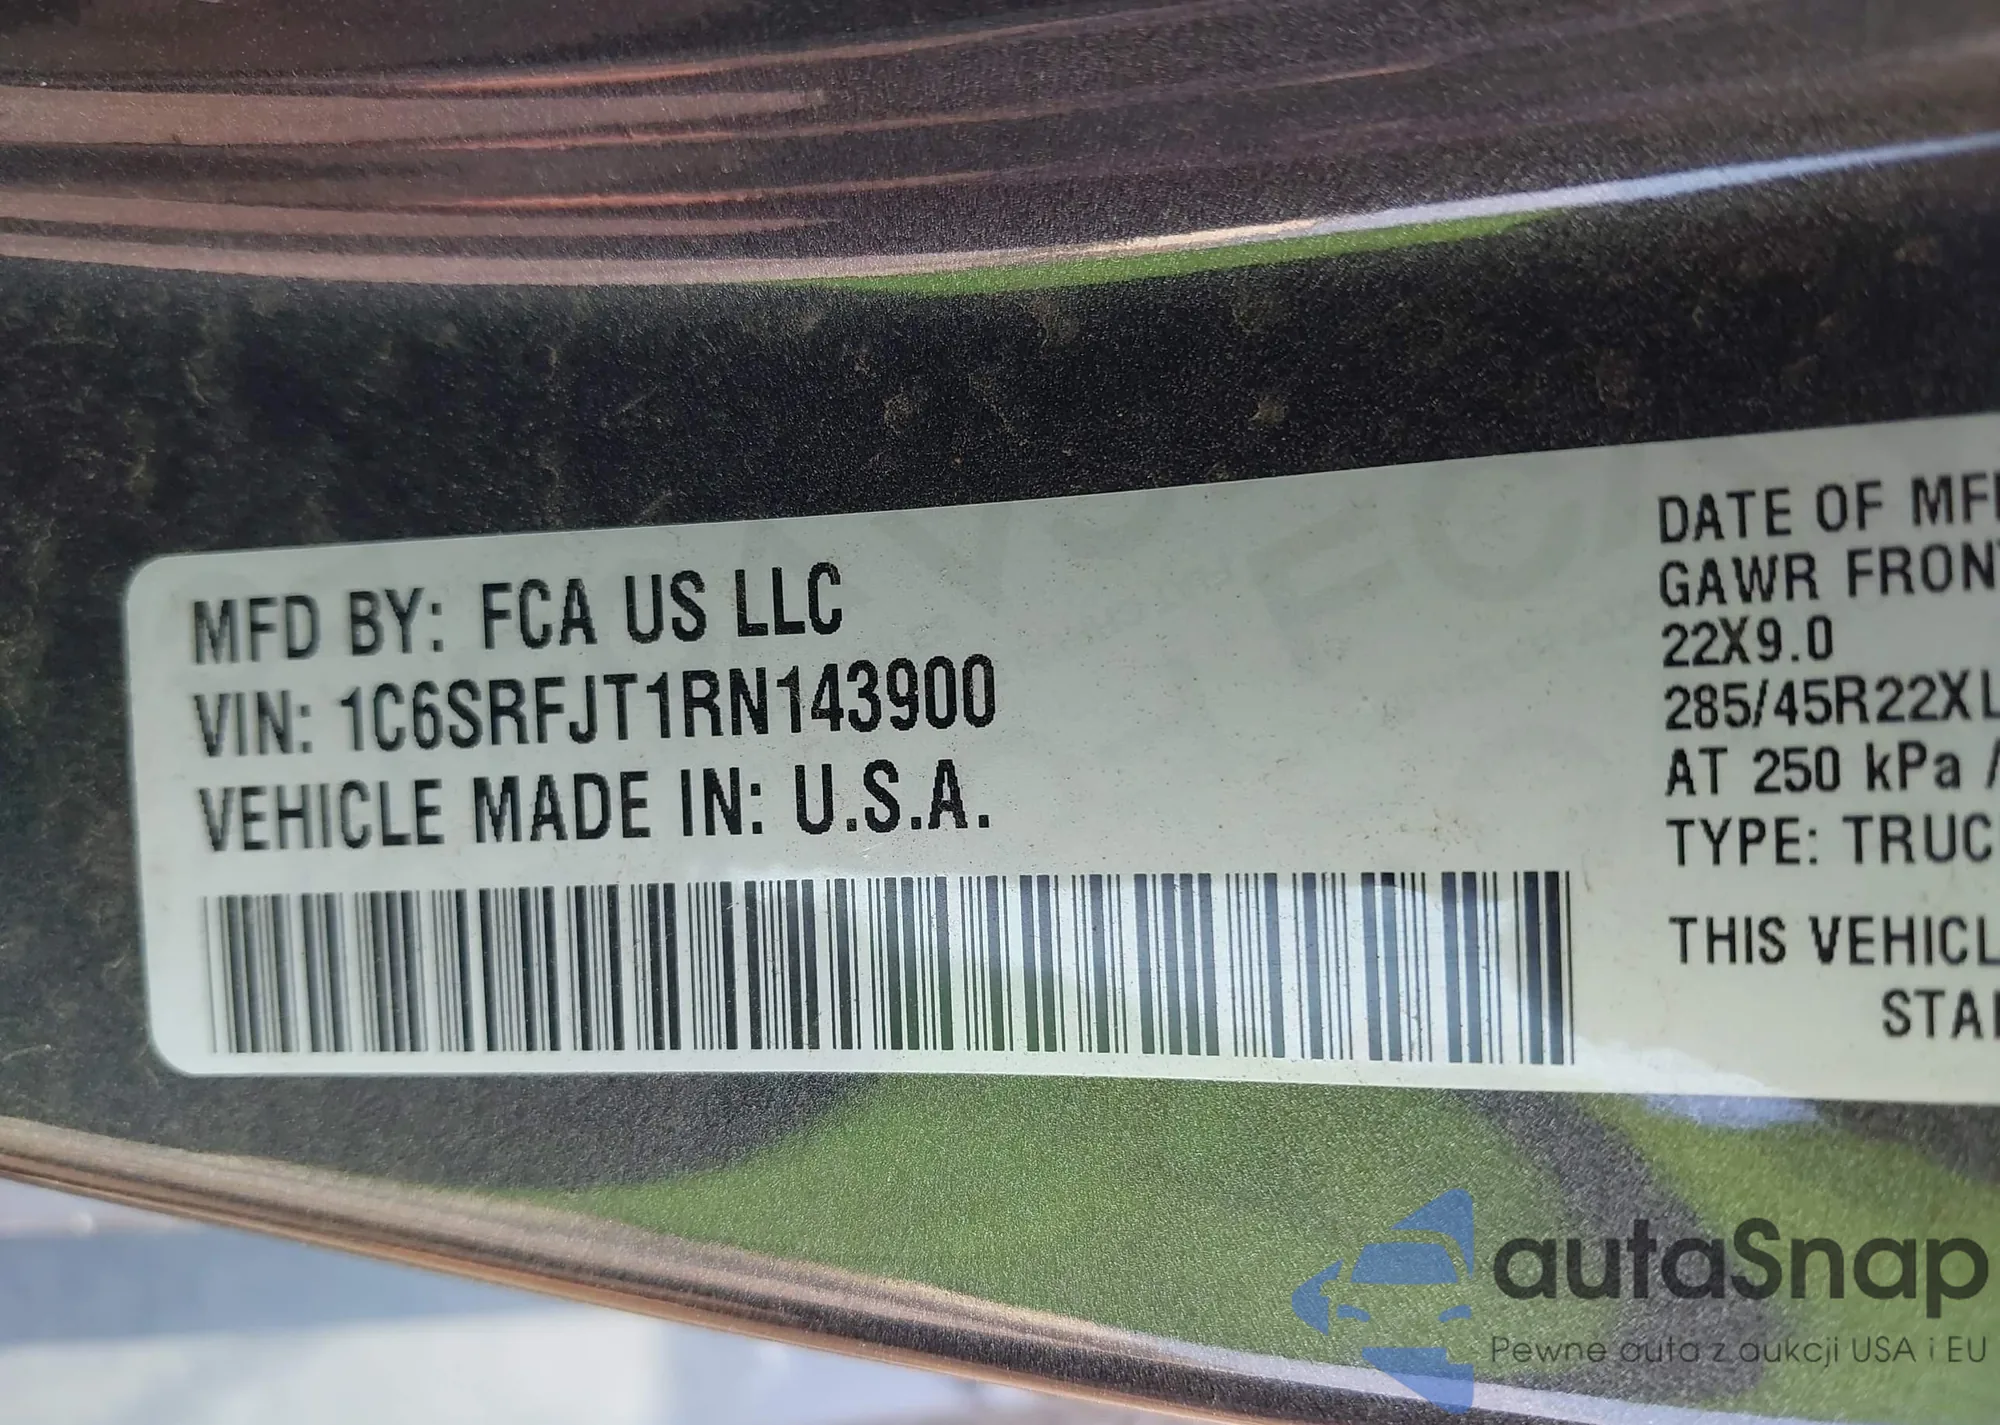 MFD BY: FCA US LLC
VIN: 1C6SRFJT1RN143900
VEHICLE MADE IN: U.S.A.
DATE OF MF
GAWR FRON
22X9.0
285/45R22XL
AT 250 kPa /
TYPE: TRUC
THIS VEHICL
STA
autaSnap
Pewne auta z aukcji USA i EU